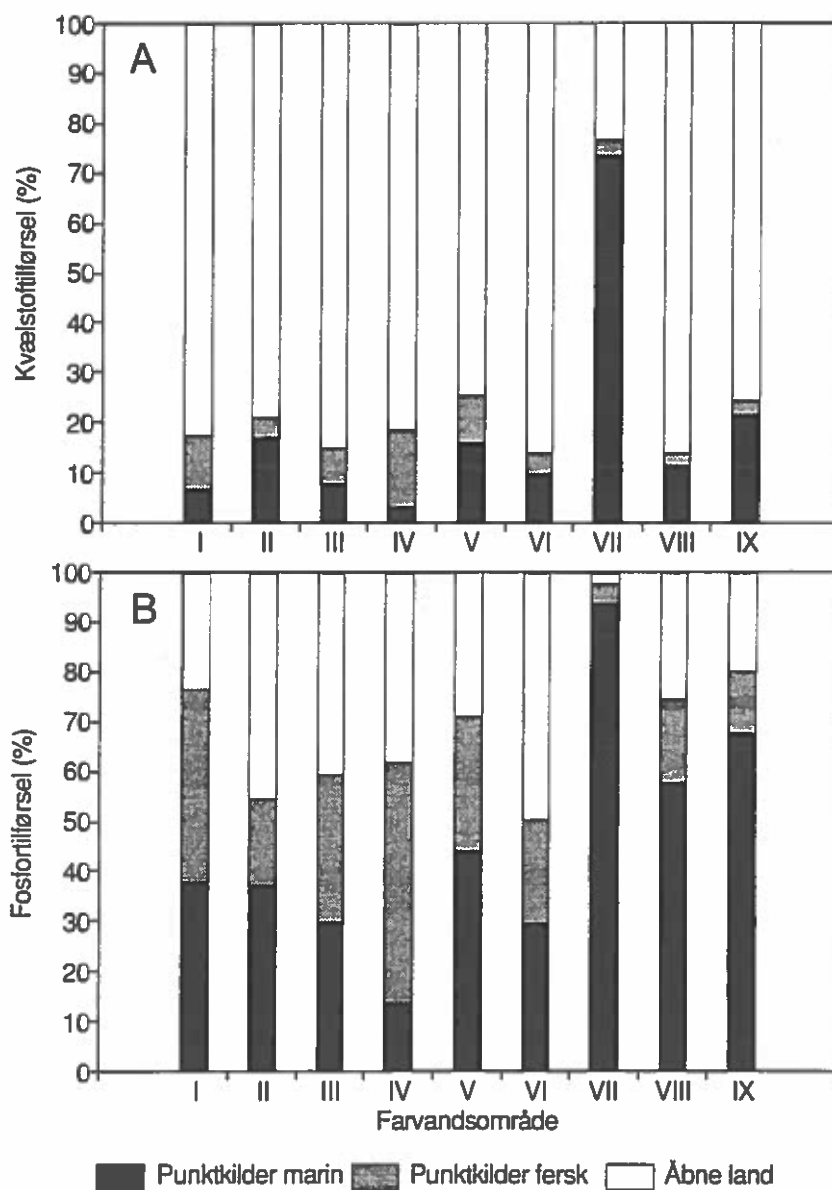 A
Kvælstoftilførsel (%)
100
90
80
70
60
50
40
30
20
10
0
I II III IV V VI VII VIII IX
B
Fosfortilførsel (%)
100
90
80
70
60
50
40
30
20
10
0
I II III IV V VI VII VIII IX
Farvandsområde
Punktkilder marin Punktkilder fersk Åbne land